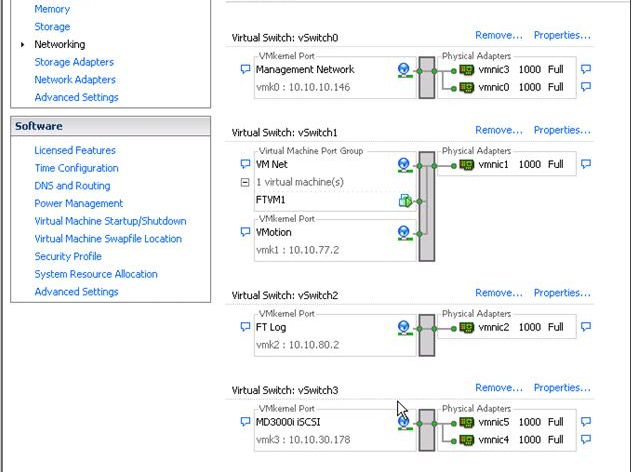 Memory
Storage
Networking
Storage Adapters
Network Adapters
Advanced Settings
Software
Licensed Features
Time Configuration
DNS and Routing
Power Management
Virtual Machine Startup/Shutdown
Virtual Machine Swapfile Location
Security Profile
System Resource Allocation
Advanced Settings
Virtual Switch: vSwitch0 Remove... Properties...
VMkernel Port Physical Adapters
Management Network vmnic3 1000 Full
vmk0 : 10.10.10.146 vmnic0 1000 Full
Virtual Switch: vSwitch1 Remove... Properties...
Virtual Machine Port Group Physical Adapters
VM Net vmnic1 1000 Full
1 virtual machine(s)
FTVM1
VMkernel Port
VMotion
vmk1 : 10.10.77.2
Virtual Switch: vSwitch2 Remove... Properties...
VMkernel Port Physical Adapters
FT Log vmnic2 1000 Full
vmk2 : 10.10.80.2
Virtual Switch: vSwitch3 Remove... Properties...
VMkernel Port Physical Adapters
MD3000i iSCSI vmnic5 1000 Full
vmk3 : 10.10.30.178 vmnic4 1000 Full